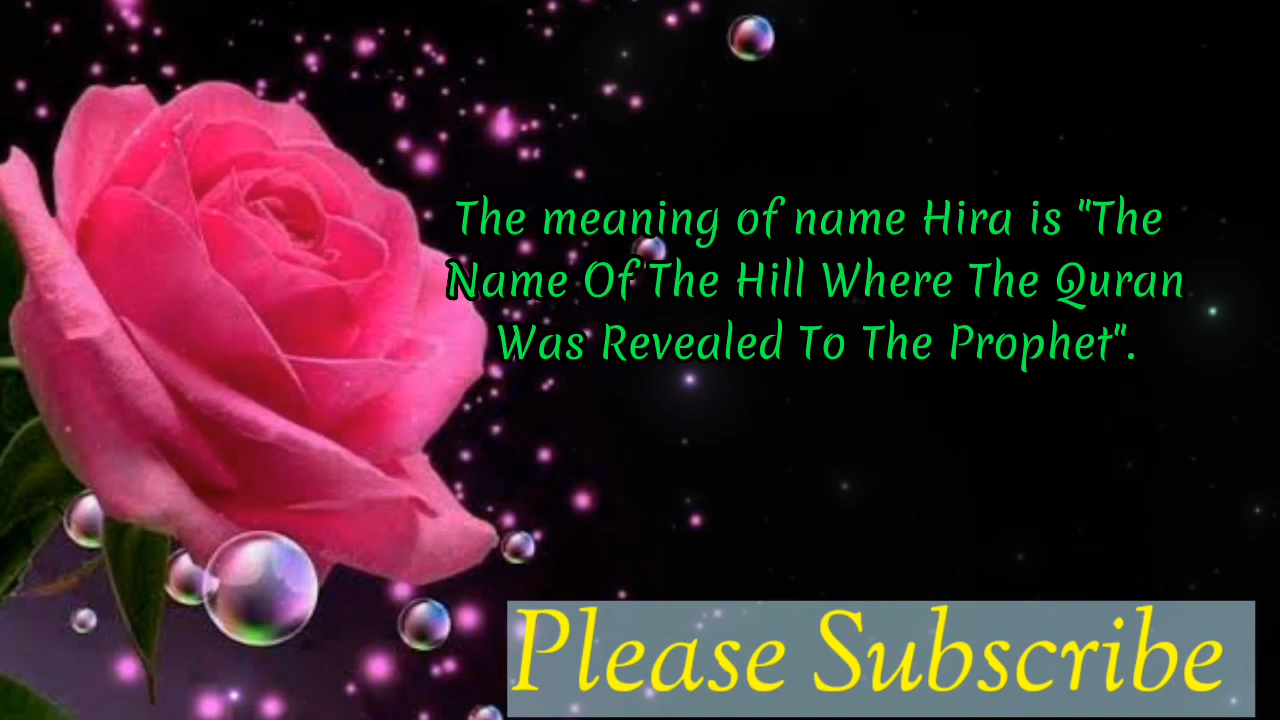 The meaning of name Hira is "The
Name Of The Hill Where The Quran
Was Revealed To The Prophet".
Please Subscribe